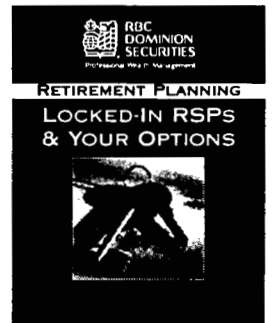 RBC
DOMINION
SECURITIES
Professional Wealth Management
RETIREMENT PLANNING
LOCKED-IN RSPS
& YOUR OPTIONS